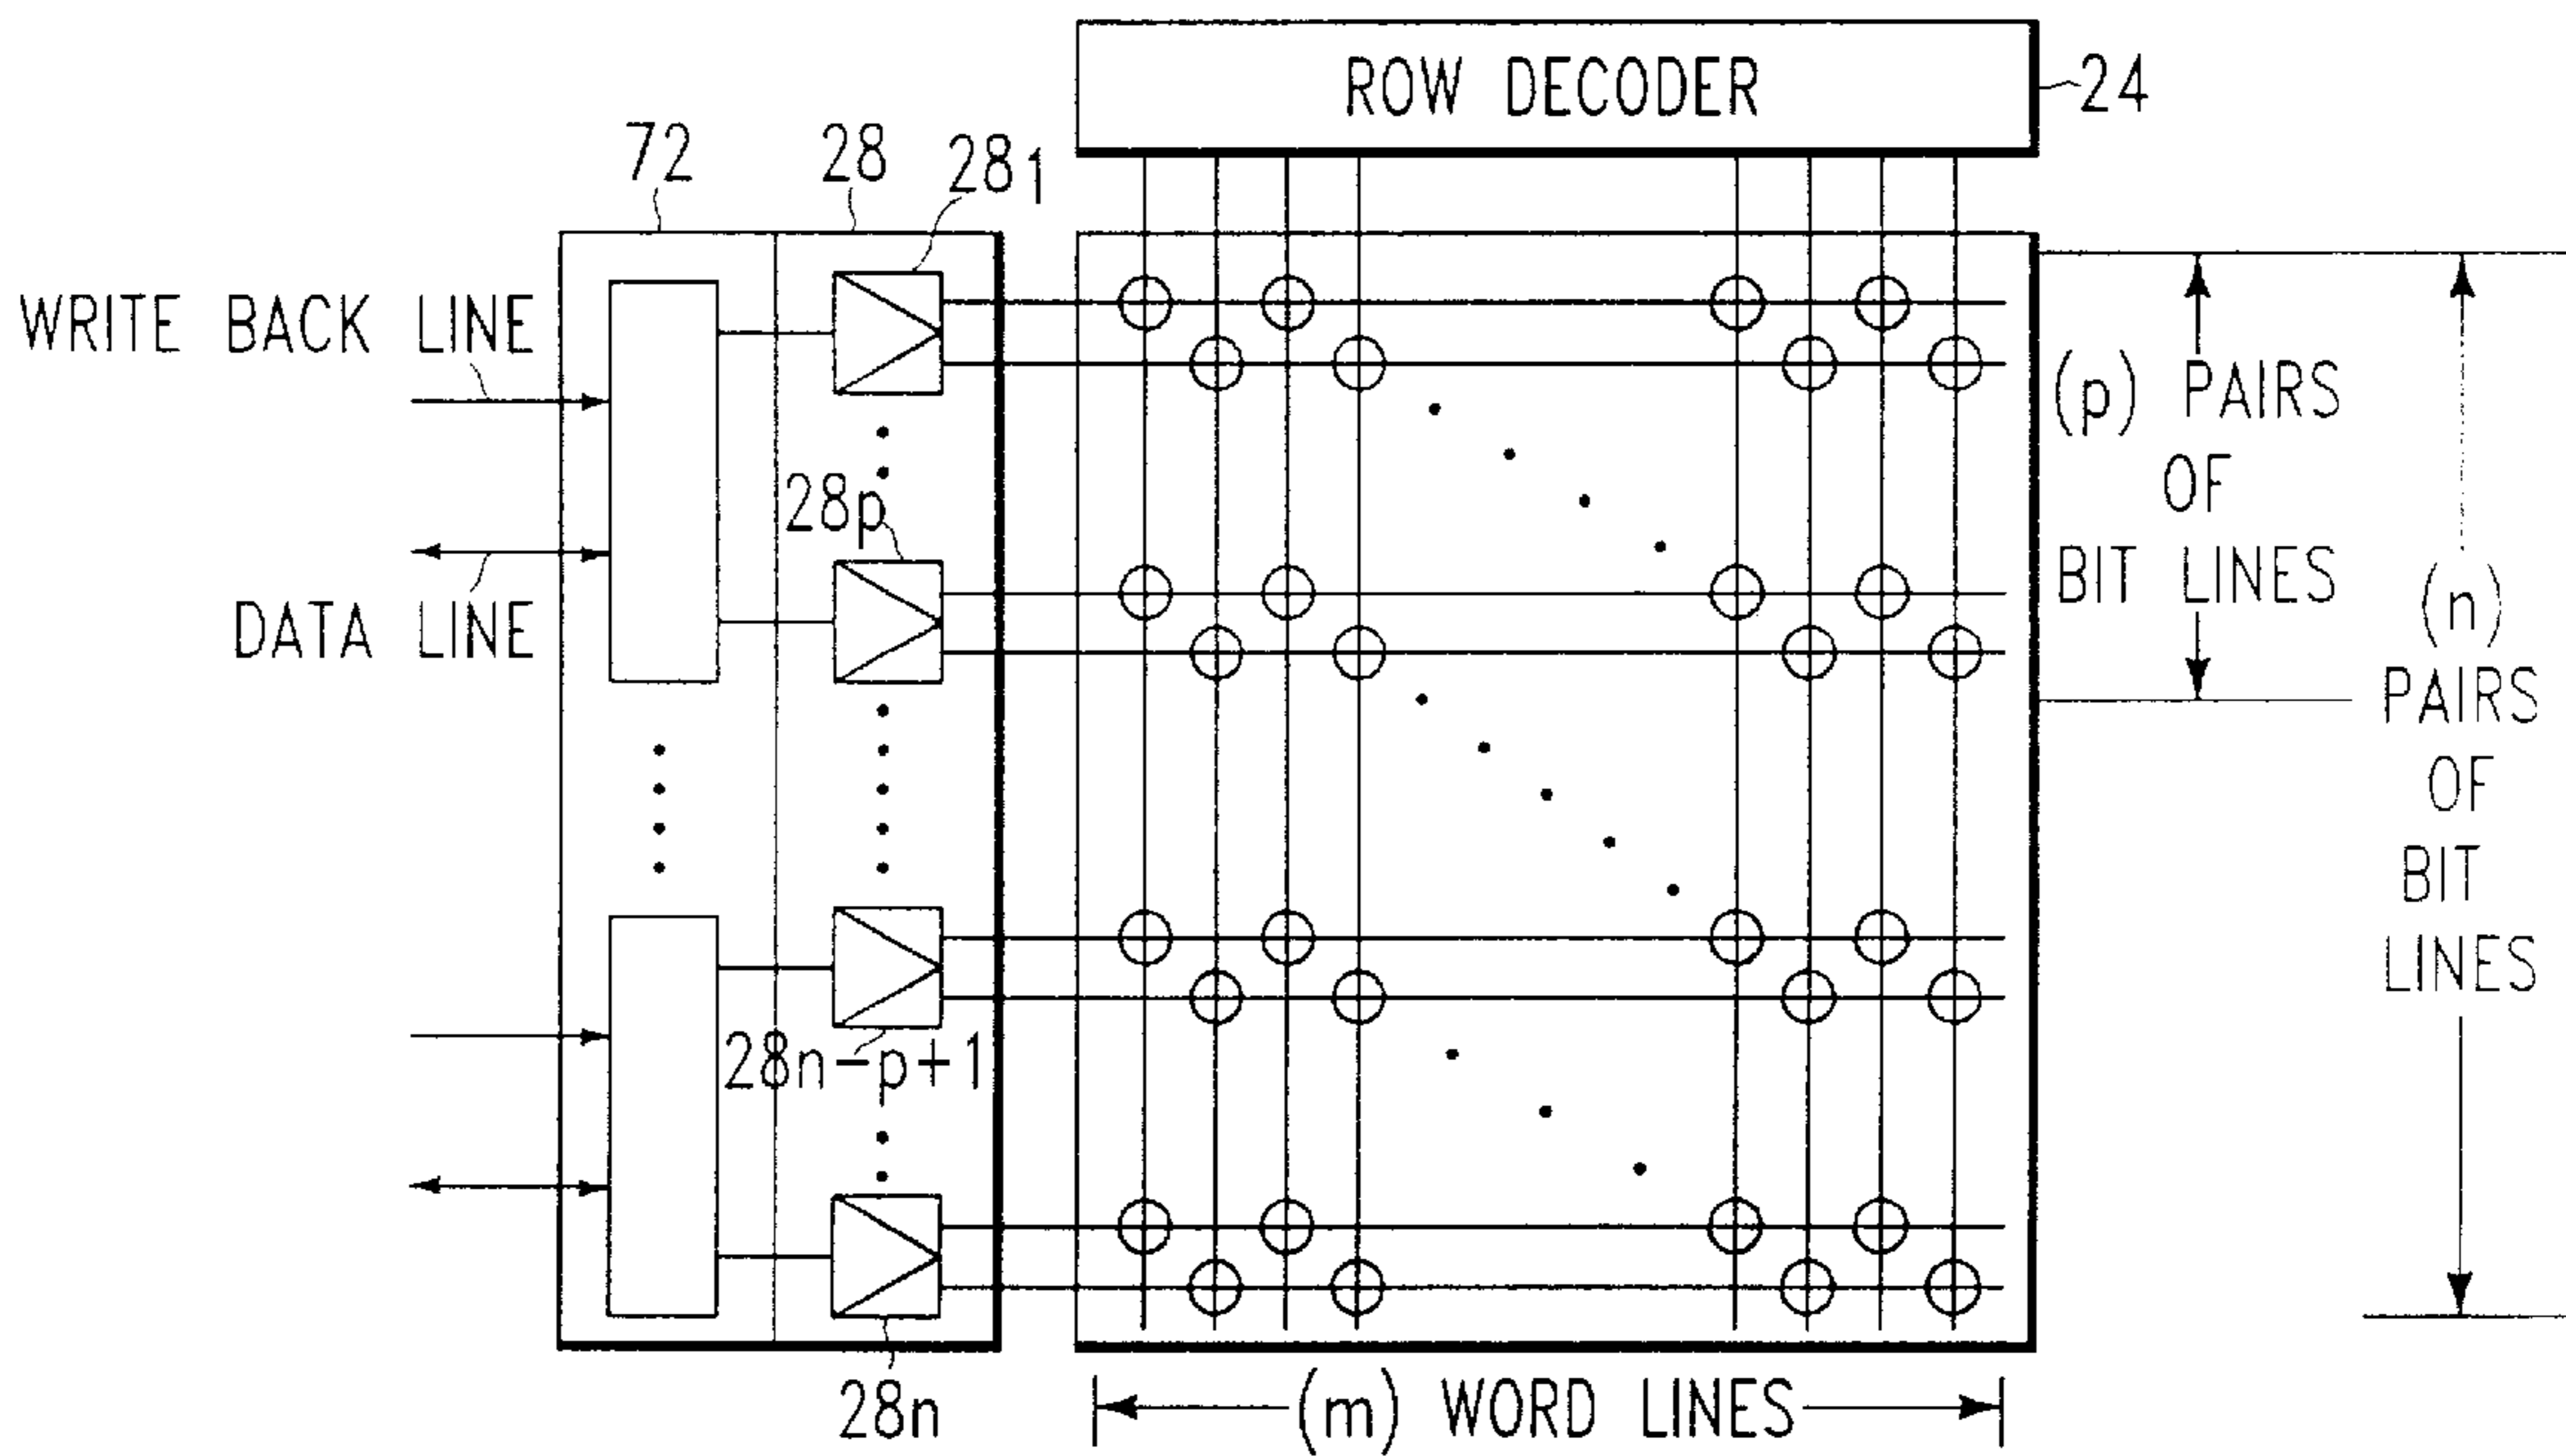 ROW DECODER
24
72
28
28₁
WRITE BACK LINE
28p
DATA LINE
(p) PAIRS
OF
BIT LINES
(n)
PAIRS
OF
BIT
LINES
28n-p+1
28n
(m) WORD LINES